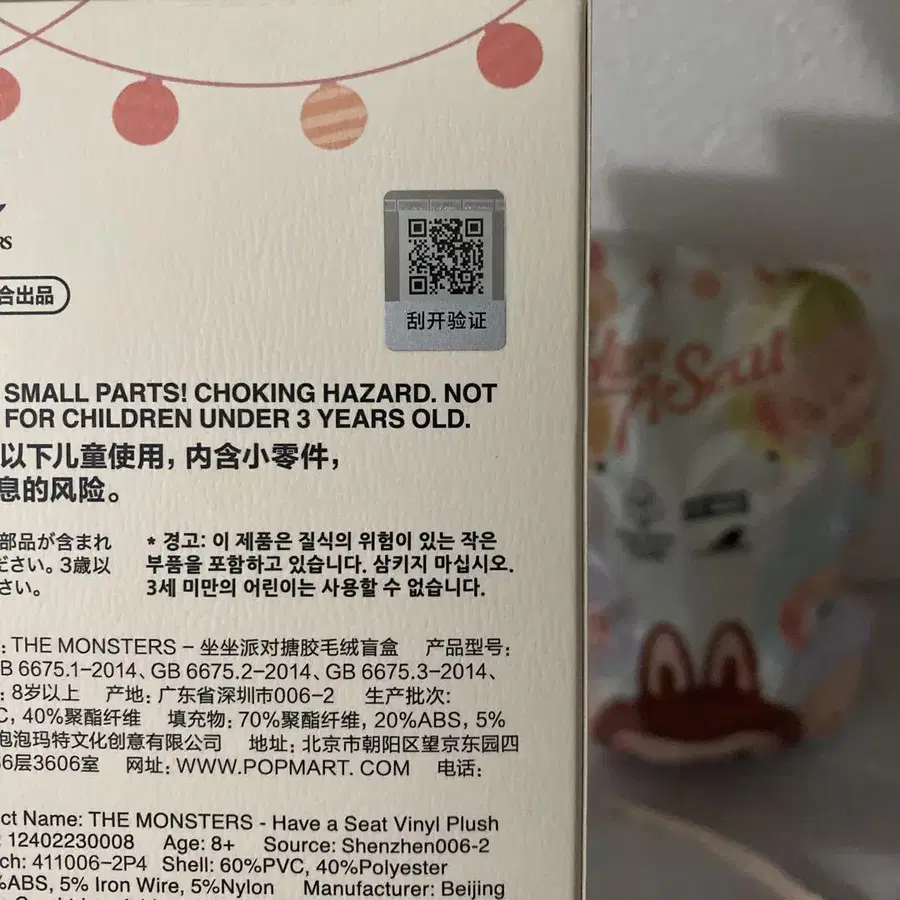 RS
合出品
刮开验证
SMALL PARTS! CHOKING HAZARD. NOT
FOR CHILDREN UNDER 3 YEARS OLD.
以下儿童使用，内含小零件，
息的风险。
部品が含まれ
ださい。3歳以
さい。
* 경고: 이 제품은 질식의 위험이 있는 작은
부품을 포함하고 있습니다. 삼키지 마십시오.
3세 미만의 어린이는 사용할 수 없습니다.
: THE MONSTERS – 坐坐派对搪胶毛绒盲盒 产品型号:
B 6675.1–2014、GB 6675.2–2014、GB 6675.3–2014、
: 8岁以上 产地: 广东省深圳市006–2 生产批次:
C, 40%聚酯纤维 填充物: 70%聚酯纤维, 20%ABS, 5%
泡泡玛特文化创意有限公司 地址: 北京市朝阳区望京东园四
6层3606室 网址: WWW.POPMART. COM 电话:
ct Name: THE MONSTERS - Have a Seat Vinyl Plush
: 12402230008 Age: 8+ Source: Shenzhen006-2
ch: 411006-2P4 Shell: 60%PVC, 40%Polyester
%ABS, 5% Iron Wire, 5%Nylon Manufacturer: Beijing
Have
A Seat